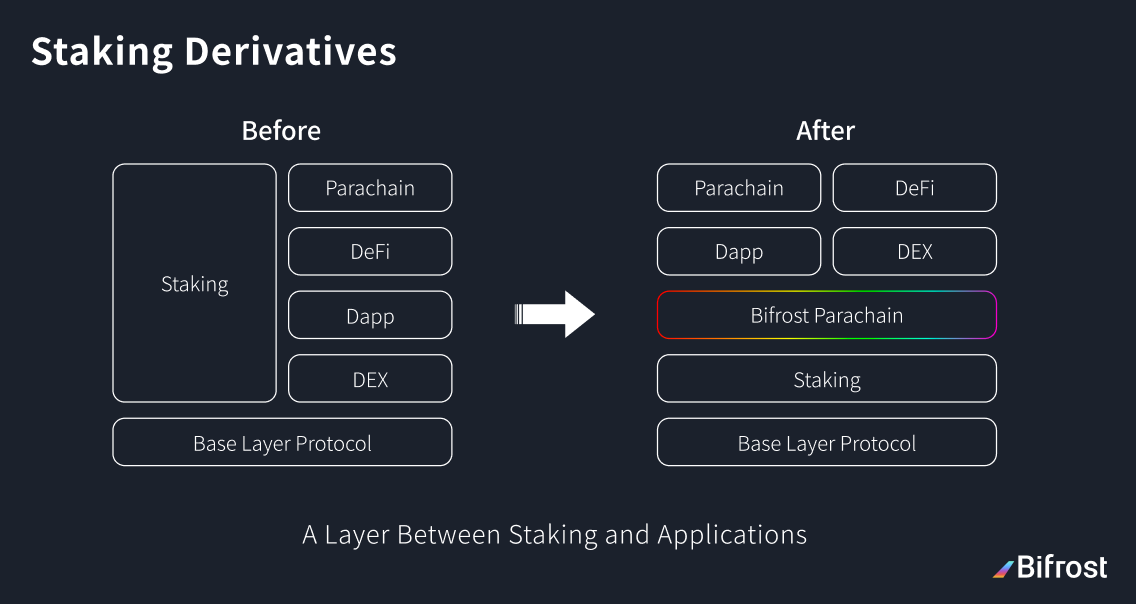 Staking Derivatives
Before
Staking
Parachain
DeFi
Dapp
DEX
Base Layer Protocol
After
Parachain
DeFi
Dapp
DEX
Bifrost Parachain
Staking
Base Layer Protocol
A Layer Between Staking and Applications
Bifrost